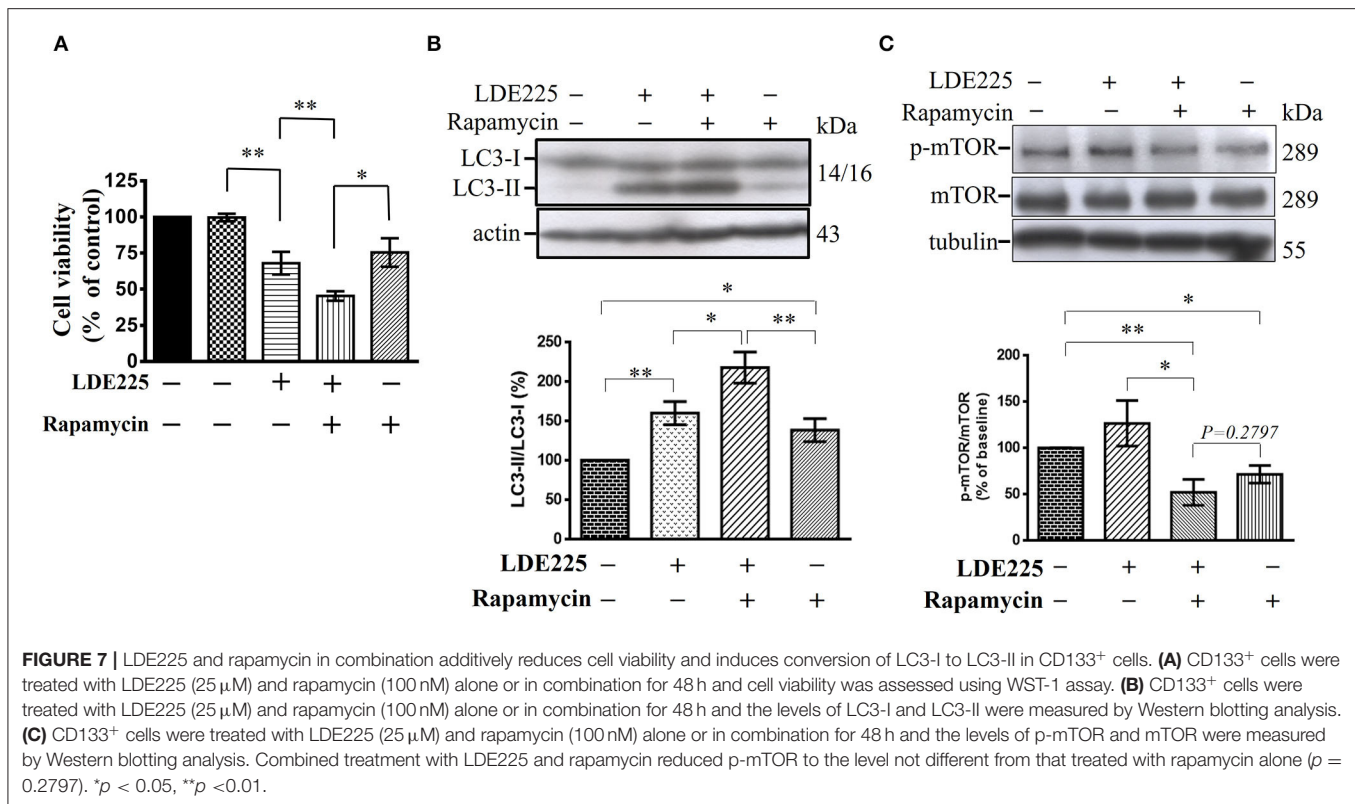 A
**
**
*
Cell viability
(% of control)
125
100
75
50
25
0
LDE225 − − + + −
Rapamycin − − − + +
B
LDE225 − + + −
Rapamycin − − + + kDa
LC3-I
LC3-II
14/16
actin 43
*
*
**
**
LC3-II/LC3-I (%)
250
200
150
100
50
0
LDE225 − + + −
Rapamycin − − + +
C
LDE225 − + + −
Rapamycin − − + + kDa
p-mTOR 289
mTOR 289
tubulin 55
*
**
*
P=0.2797
p-mTOR/mTOR
(% of baseline)
200
150
100
50
0
LDE225 − + + −
Rapamycin − − + +
FIGURE 7 | LDE225 and rapamycin in combination additively reduces cell viability and induces conversion of LC3-I to LC3-II in CD133⁺ cells. (A) CD133⁺ cells were
treated with LDE225 (25 μM) and rapamycin (100 nM) alone or in combination for 48 h and cell viability was assessed using WST-1 assay. (B) CD133⁺ cells were
treated with LDE225 (25 μM) and rapamycin (100 nM) alone or in combination for 48 h and the levels of LC3-I and LC3-II were measured by Western blotting analysis.
(C) CD133⁺ cells were treated with LDE225 (25 μM) and rapamycin (100 nM) alone or in combination for 48 h and the levels of p-mTOR and mTOR were measured
by Western blotting analysis. Combined treatment with LDE225 and rapamycin reduced p-mTOR to the level not different from that treated with rapamycin alone (p =
0.2797). *p < 0.05, **p <0.01.